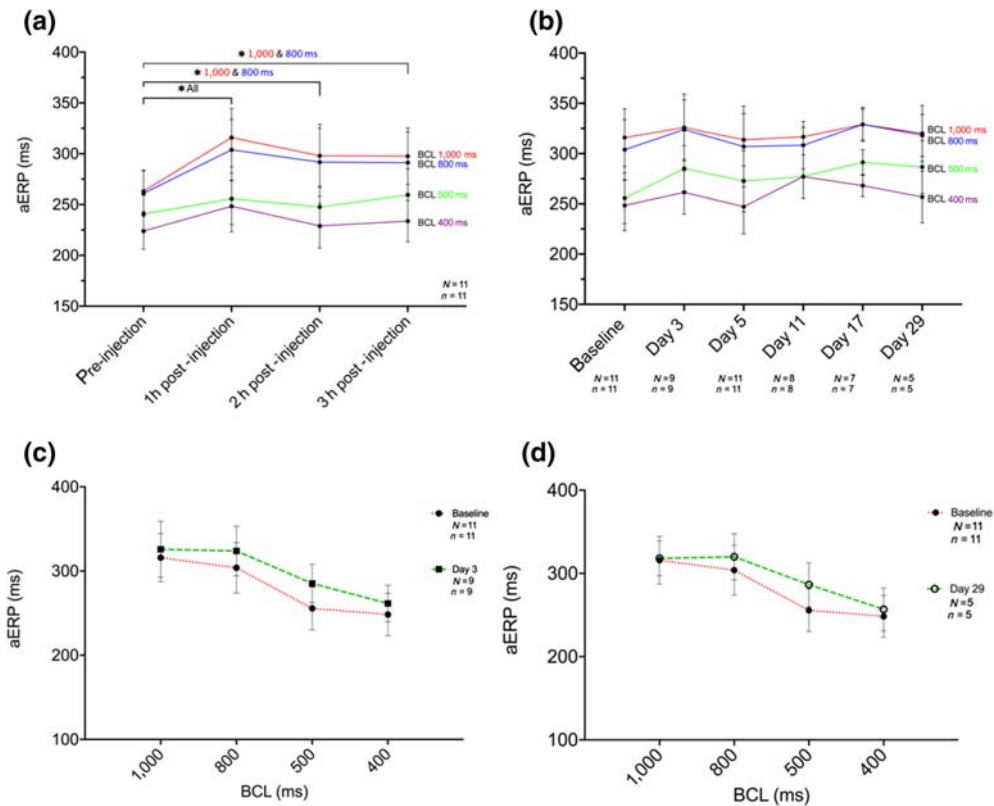 (a)
400
350
300
250
200
150
aERP (ms)
* 1,000 & 800 ms
* 1,000 & 800 ms
* All
BCL 1,000 ms
BCL 800 ms
BCL 500 ms
BCL 400 ms
N = 11
n = 11
Pre-injection
1h post -injection
2h post -injection
3h post -injection
(b)
400
350
300
250
200
150
aERP (ms)
BCL 1,000 ms
BCL 800 ms
BCL 500 ms
BCL 400 ms
Baseline
Day 3
Day 5
Day 11
Day 17
Day 29
N=11
n = 11
N=9
n = 9
N=11
n = 11
N=8
n = 8
N=7
n = 7
N=5
n = 5
(c)
400
300
200
100
aERP (ms)
Baseline
N =11
n = 11
Day 3
N =9
n = 9
1,000
800
500
400
BCL (ms)
(d)
400
300
200
100
aERP (ms)
Baseline
N =11
n = 11
Day 29
N =5
n = 5
1,000
800
500
400
BCL (ms)